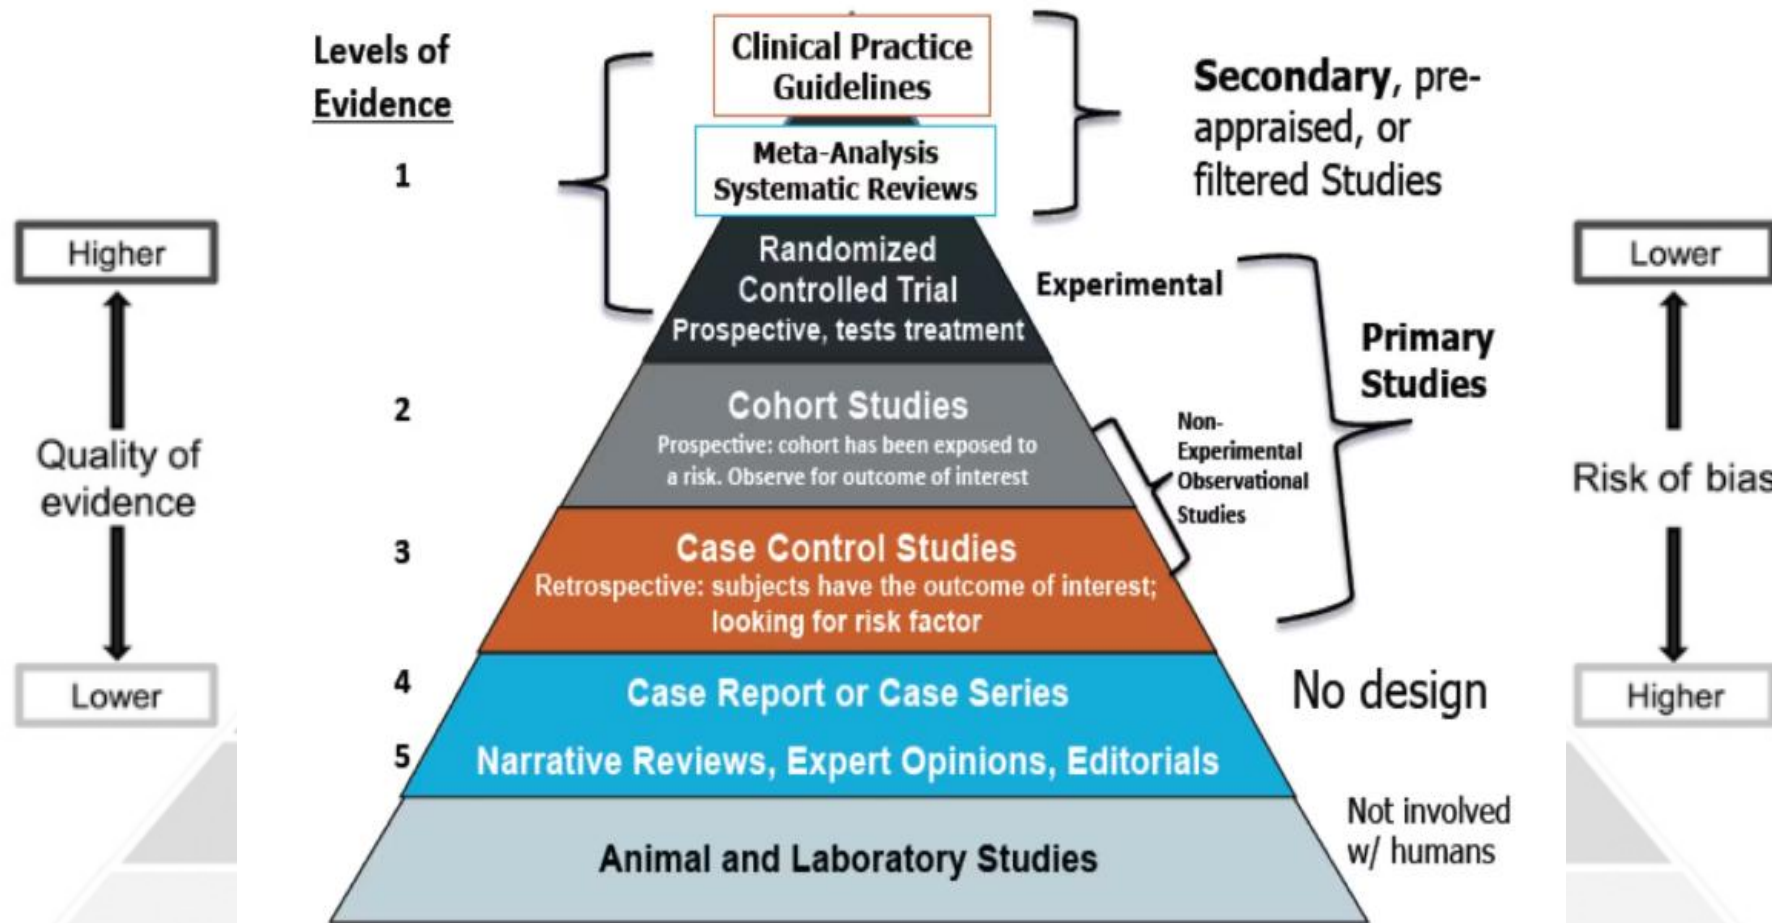 Levels of
Evidence
1
2
3
4
5
Higher
Quality of
evidence
Lower
Clinical Practice
Guidelines
Meta-Analysis
Systematic Reviews
Randomized
Controlled Trial
Prospective, tests treatment
Cohort Studies
Prospective: cohort has been exposed to
a risk. Observe for outcome of interest
Case Control Studies
Retrospective: subjects have the outcome of interest;
looking for risk factor
Case Report or Case Series
Narrative Reviews, Expert Opinions, Editorials
Animal and Laboratory Studies
Secondary, pre-
appraised, or
filtered Studies
Experimental
Non-
Experimental
Observational
Studies
Primary
Studies
No design
Not involved
w/ humans
Lower
Risk of bias
Higher